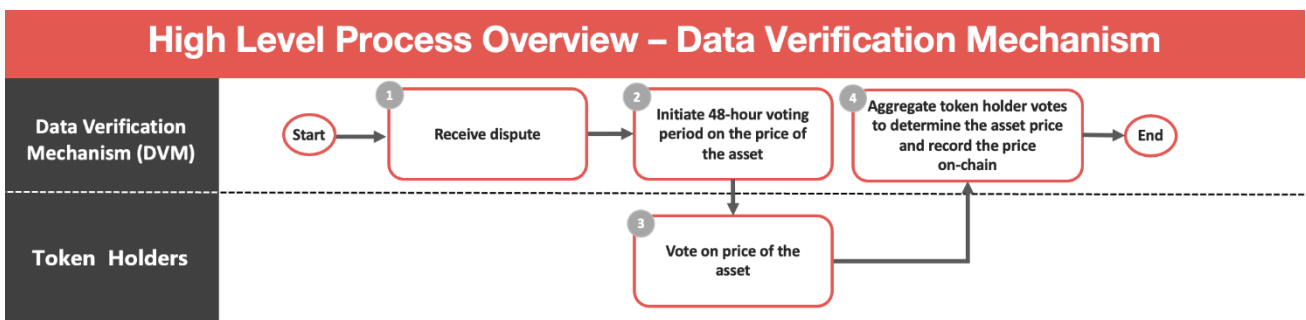 High Level Process Overview – Data Verification Mechanism
Data Verification
Mechanism (DVM)
Start
1
Receive dispute
2
Initiate 48-hour voting
period on the price of
the asset
4
Aggregate token holder votes
to determine the asset price
and record the price
on-chain
End
Token Holders
3
Vote on price of the
asset